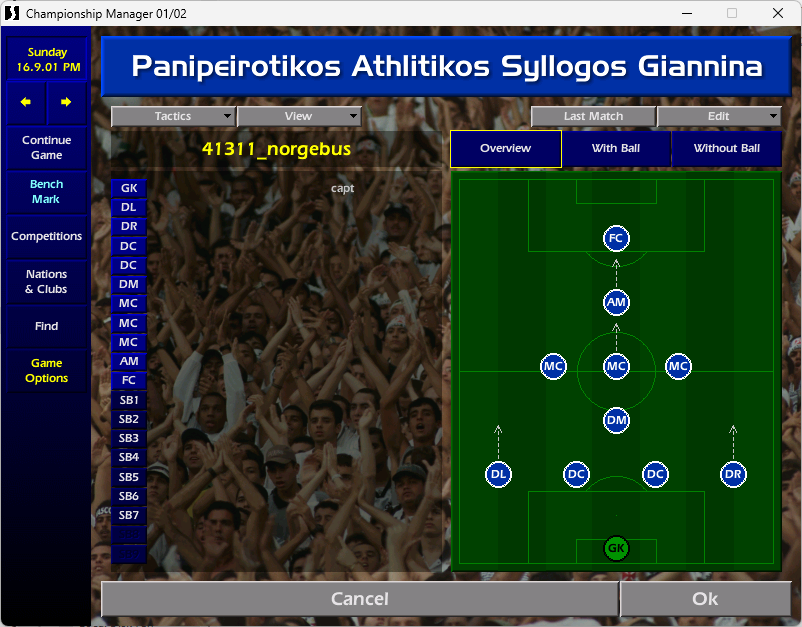 Championship Manager 01/02
Sunday
16.9.01 PM
Panipeirotikos Athlitikos Syllogos Giannina
Tactics
View
Last Match
Edit
Continue
Game
Bench
Mark
Competitions
Nations
& Clubs
Find
Game
Options
41311_norgebus
Overview
With Ball
Without Ball
GK
capt
DL
DR
DC
DC
DM
MC
MC
MC
AM
FC
SB1
SB2
SB3
SB4
SB5
SB6
SB7
FC
AM
MC
MC
MC
DM
DL
DC
DC
DR
GK
Cancel
Ok